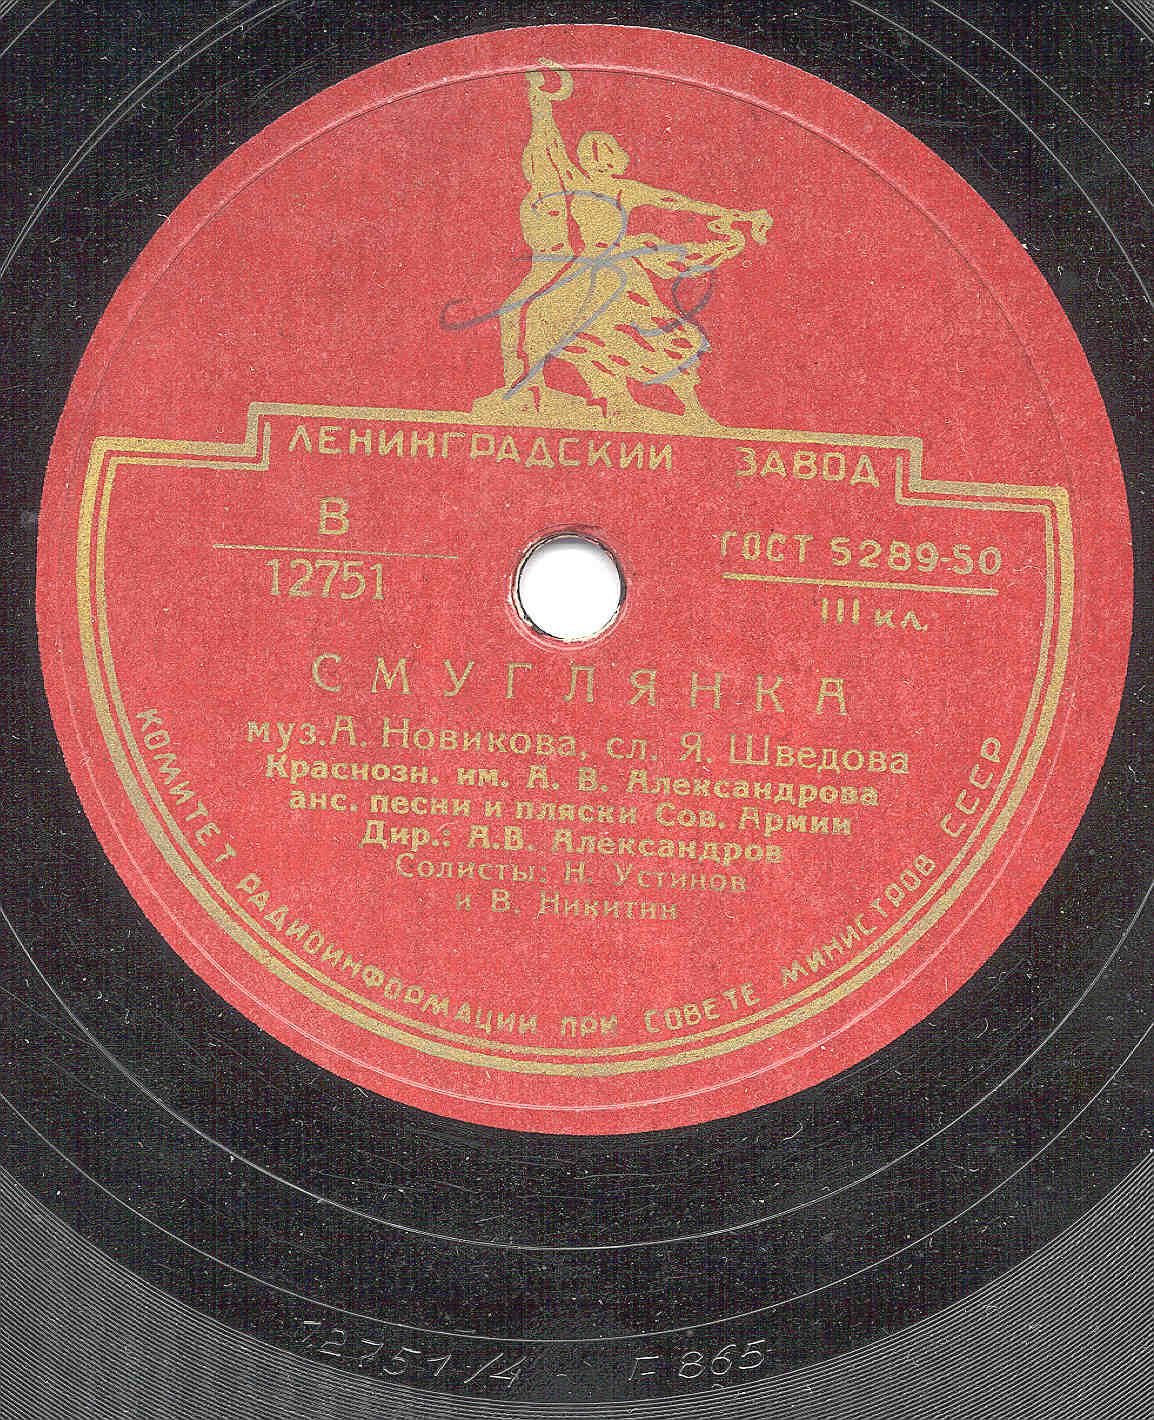 ЛЕНИНГРАДСКИЙ ЗАВОД
В
12751
ГОСТ 5289-50
III кл.
СМУГЛЯНКА
муз. А. Новикова, сл. Я. Шведова
Краснозн. им. А. В. Александрова
анс. песни и пляски Сов. Армии
Дир.: А.В. Александров
Солисты: Н. Устинов
и В. Никитин
КОМИТЕТ РАДИОИНФОРМАЦИИ ПРИ СОВЕТЕ МИНИСТРОВ СССР
12751/4 Г 865